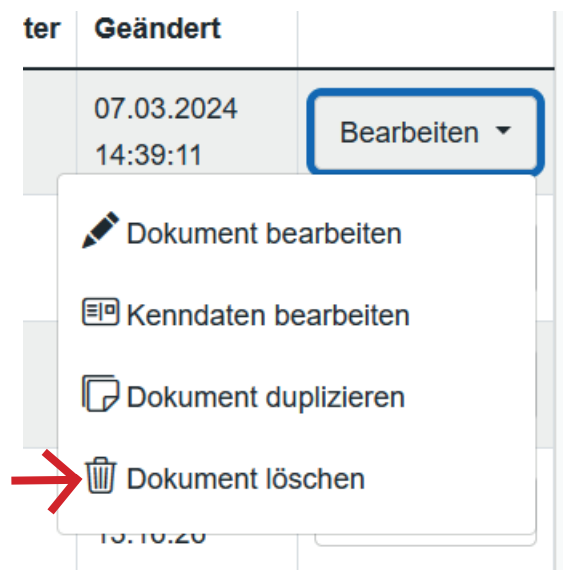 ter Geändert
07.03.2024
14:39:11
Bearbeiten
Dokument bearbeiten
Kenndaten bearbeiten
Dokument duplizieren
Dokument löschen